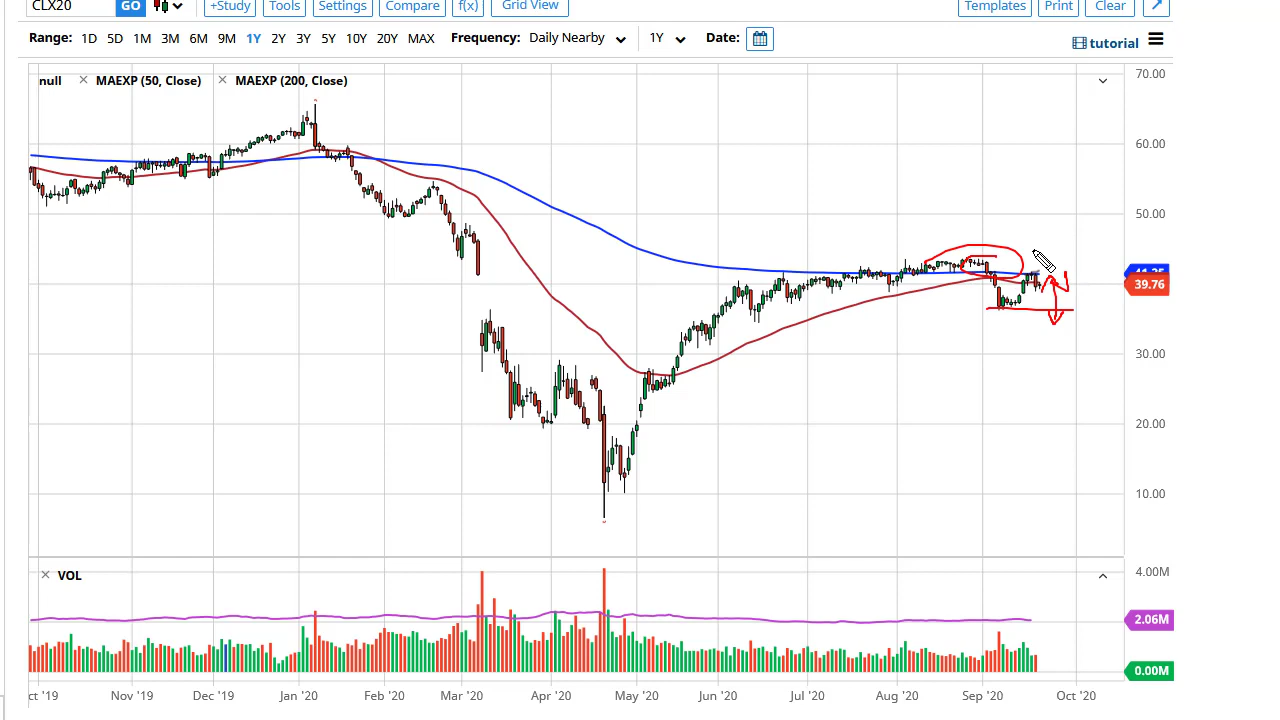 CLX20 GO +Study Tools Settings Compare f(x) Grid View Templates Print Clear
Range: 1D 5D 1M 3M 6M 9M 1Y 2Y 3Y 5Y 10Y 20Y MAX Frequency: Daily Nearby 1Y Date: tutorial
null MAEXP (50, Close) MAEXP (200, Close)
70.00
60.00
50.00
39.76
30.00
20.00
10.00
VOL
4.00M
2.06M
0.00M
ct '19 Nov '19 Dec '19 Jan '20 Feb '20 Mar '20 Apr '20 May '20 Jun '20 Jul '20 Aug '20 Sep '20 Oct '20